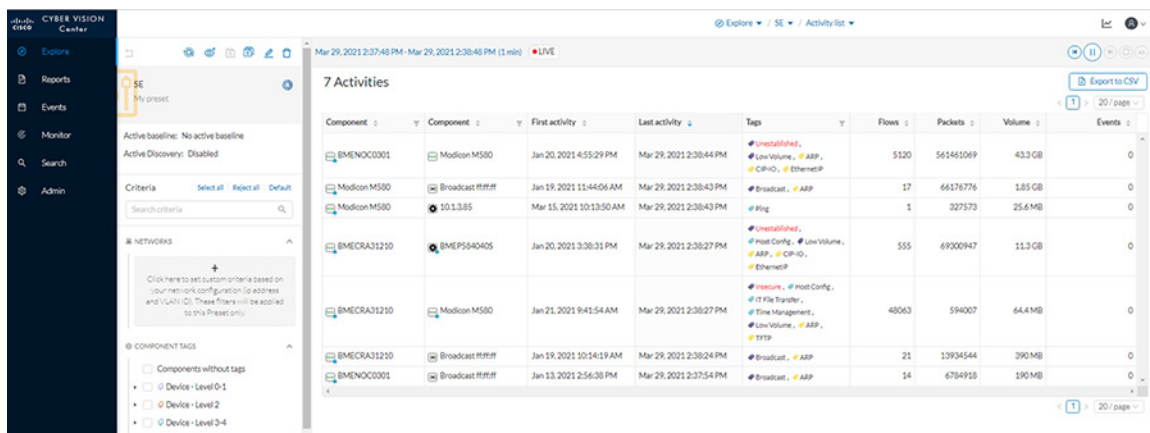 CISCO
CYBER VISION
Center
Explore
Reports
Events
Monitor
Search
Admin
Explore / SE / Activity list
SE
My preset
Active baseline: No active baseline
Active Discovery: Disabled
Criteria Select all Reject all Default
Search criteria
NETWORKS
Click here to set custom criteria based on
your network configuration (ip address
and VLAN ID). These filters will be applied
to this Preset only.
COMPONENT TAGS
Components without tags
Device - Level 0-1
Device - Level 2
Device - Level 3-4
Mar 29, 2021 2:37:48 PM - Mar 29, 2021 2:38:48 PM (1 min) LIVE
7 Activities
Export to CSV
< 1 > 20 / page
Component Component First activity Last activity Tags Flows Packets Volume Events
BMENOC0301 Modicon M580 Jan 20, 2021 4:55:29 PM Mar 29, 2021 2:38:44 PM Unestablished, Low Volume, ARP, CIP-IO, EthernetIP 5120 561461069 43.3 GB 0
Modicon M580 Broadcast ff:ff:ff Jan 19, 2021 11:44:06 AM Mar 29, 2021 2:38:43 PM Broadcast, ARP 17 66176776 1.85 GB 0
Modicon M580 10.1.3.85 Mar 15, 2021 10:13:50 AM Mar 29, 2021 2:38:43 PM Ping 1 327573 25.6 MB 0
BMECRA31210 BMEP584040S Jan 20, 2021 3:38:31 PM Mar 29, 2021 2:38:27 PM Unestablished, Host Config, Low Volume, ARP, CIP-IO, EthernetIP 555 69300947 11.3 GB 0
BMECRA31210 Modicon M580 Jan 21, 2021 9:41:54 AM Mar 29, 2021 2:38:27 PM Insecure, Host Config, IT File Transfer, Time Management, Low Volume, ARP, TFTP 48063 594007 64.4 MB 0
BMECRA31210 Broadcast ff:ff:ff Jan 19, 2021 10:14:19 AM Mar 29, 2021 2:38:24 PM Broadcast, ARP 21 13934544 390 MB 0
BMENOC0301 Broadcast ff:ff:ff Jan 13, 2021 2:56:38 PM Mar 29, 2021 2:37:54 PM Broadcast, ARP 14 6784918 190 MB 0
< 1 > 20 / page